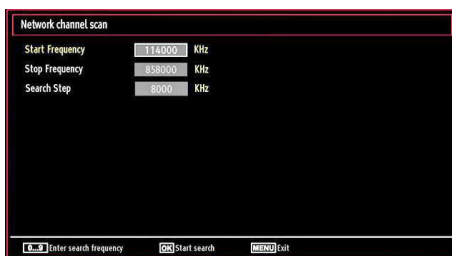 Network channel scan
Start Frequency 114000 KHz
Stop Frequency 858000 KHz
Search Step 8000 KHz
0...9 Enter search frequency OK Start search MENU Exit